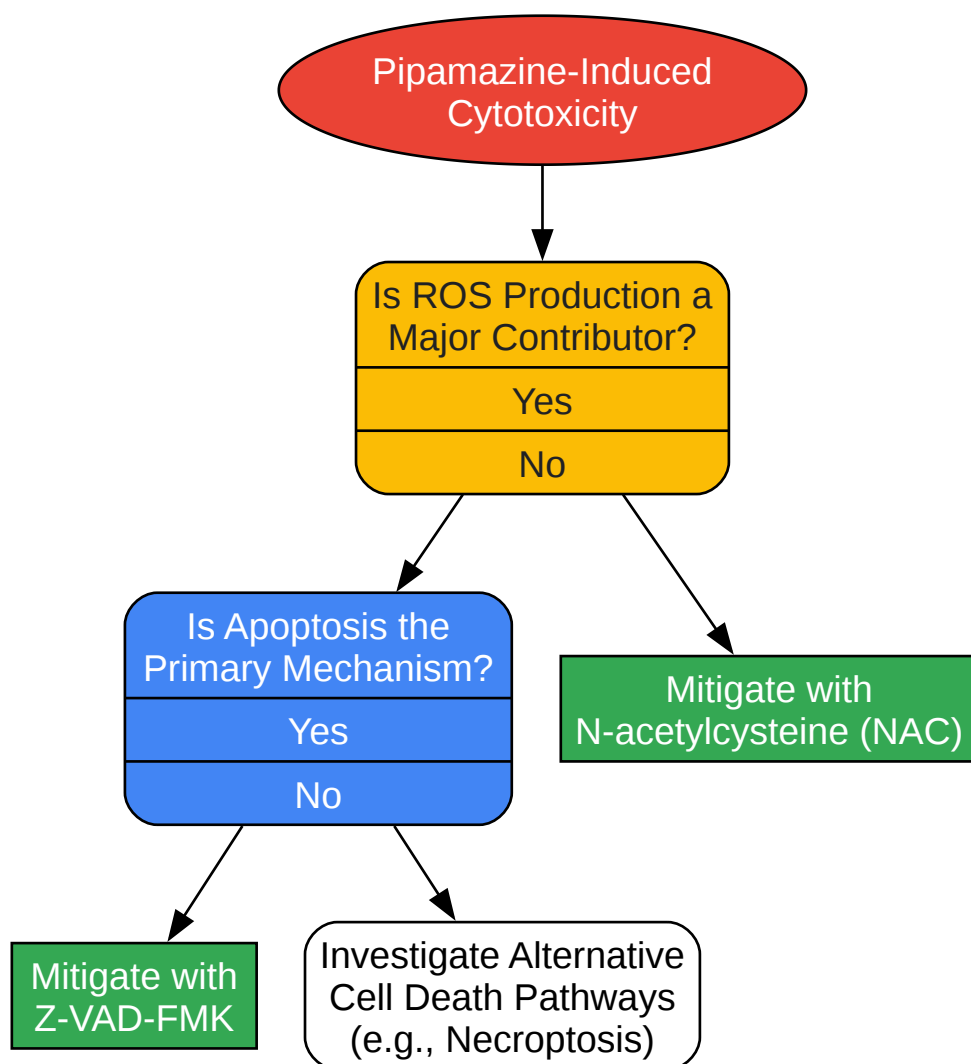 Pipamazine-Induced
Cytotoxicity
Is ROS Production a
Major Contributor?
Yes
No
Is Apoptosis the
Primary Mechanism?
Yes
No
Mitigate with
N-acetylcysteine (NAC)
Mitigate with
Z-VAD-FMK
Investigate Alternative
Cell Death Pathways
(e.g., Necroptosis)